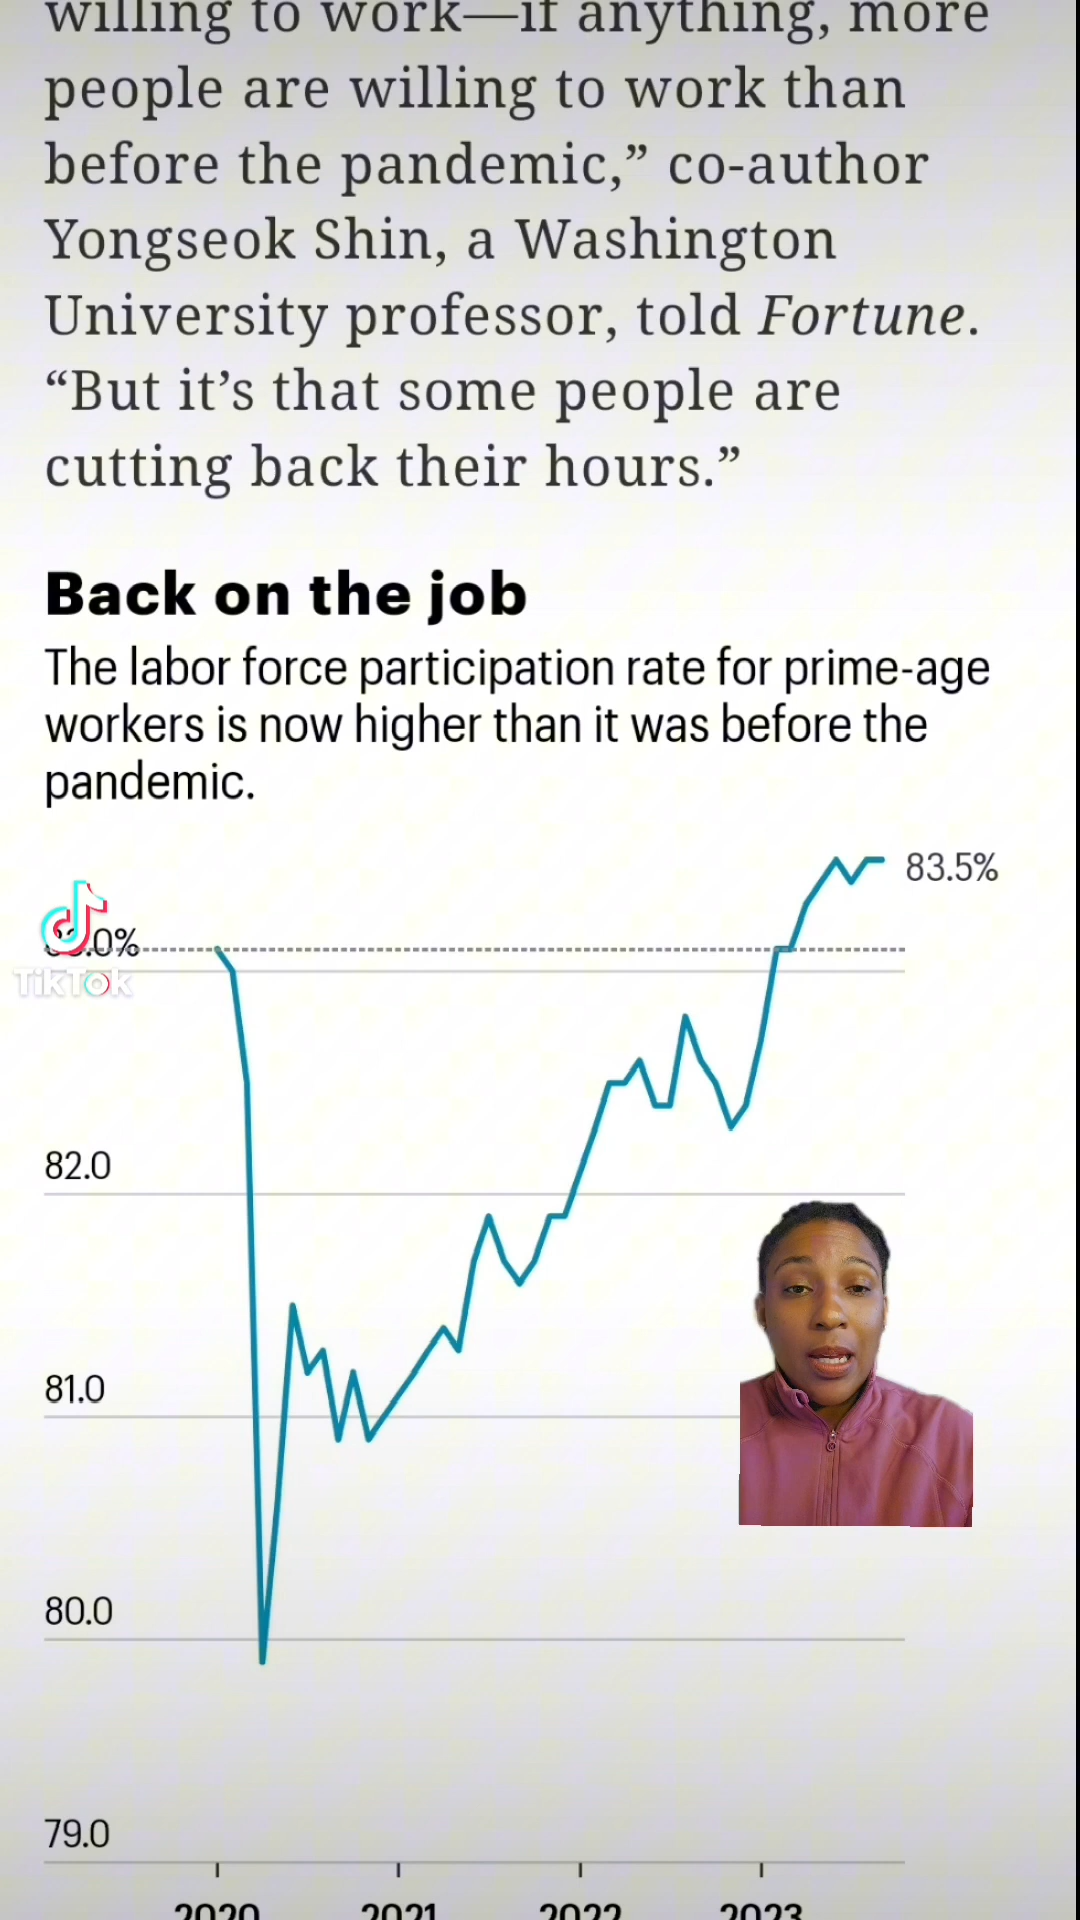 willing to work—if anything, more
people are willing to work than
before the pandemic,” co-author
Yongseok Shin, a Washington
University professor, told Fortune.
“But it’s that some people are
cutting back their hours.”
Back on the job
The labor force participation rate for prime-age
workers is now higher than it was before the
pandemic.
83.5%
83.0%
TikTok
82.0
81.0
80.0
79.0
2020 2021 2022 2023